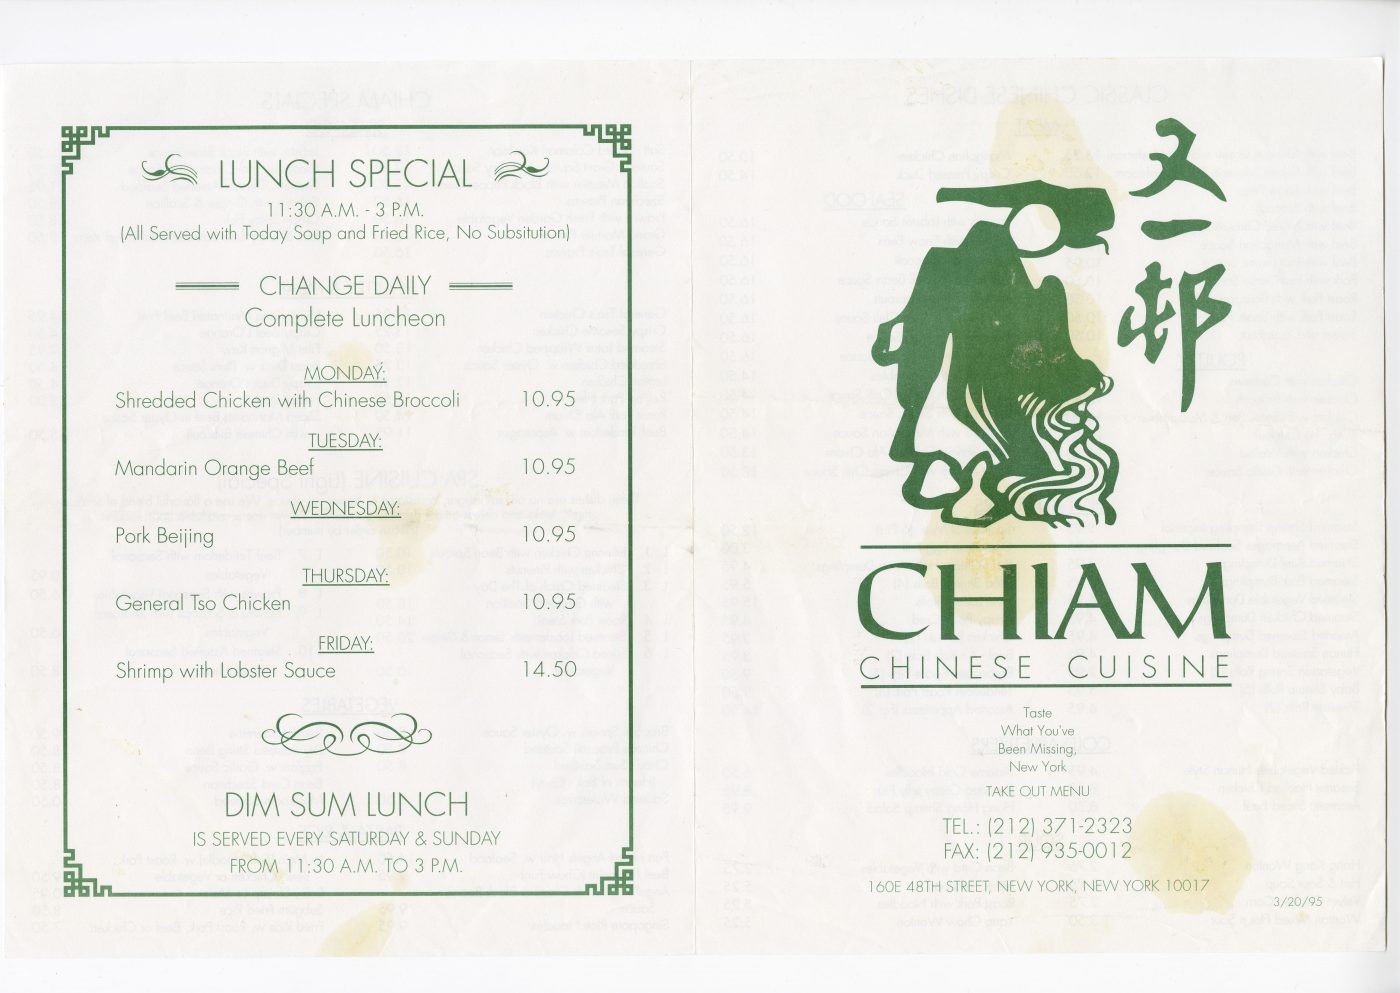 LUNCH SPECIAL
11:30 A.M. - 3 P.M.
(All Served with Today Soup and Fried Rice, No Subsitution)
CHANGE DAILY
Complete Luncheon
MONDAY:
Shredded Chicken with Chinese Broccoli 10.95
TUESDAY:
Mandarin Orange Beef 10.95
WEDNESDAY:
Pork Beijing 10.95
THURSDAY:
General Tso Chicken 10.95
FRIDAY:
Shrimp with Lobster Sauce 14.50
DIM SUM LUNCH
IS SERVED EVERY SATURDAY & SUNDAY
FROM 11:30 A.M. TO 3 P.M.
又一邨
CHIAM
CHINESE CUISINE
Taste
What You've
Been Missing,
New York
TAKE OUT MENU
TEL.: (212) 371-2323
FAX: (212) 935-0012
160E 48TH STREET, NEW YORK, NEW YORK 10017
3/20/95